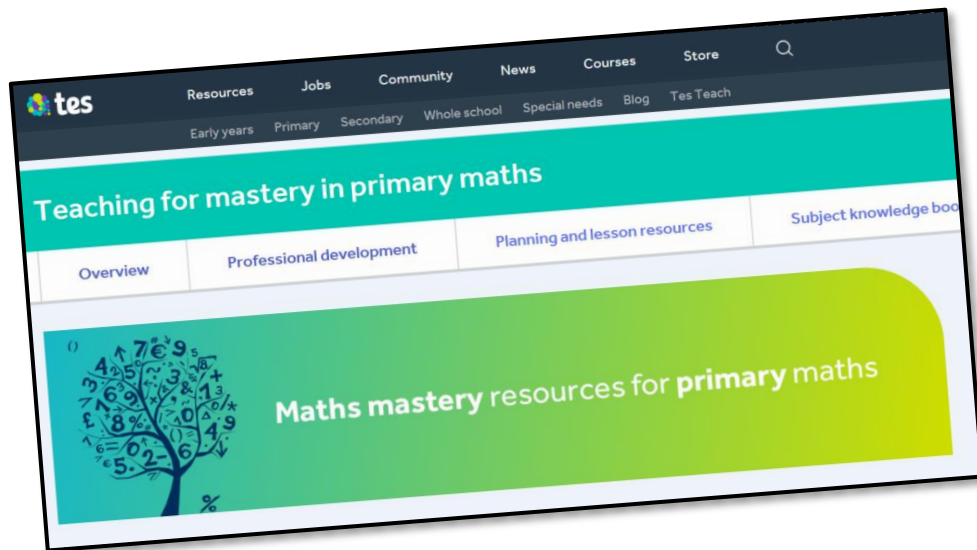 tes
Resources Jobs Community News Courses Store
Early years Primary Secondary Whole school Special needs Blog Tes Teach
Teaching for mastery in primary maths
Overview Professional development Planning and lesson resources Subject knowledge boo
Maths mastery resources for primary maths